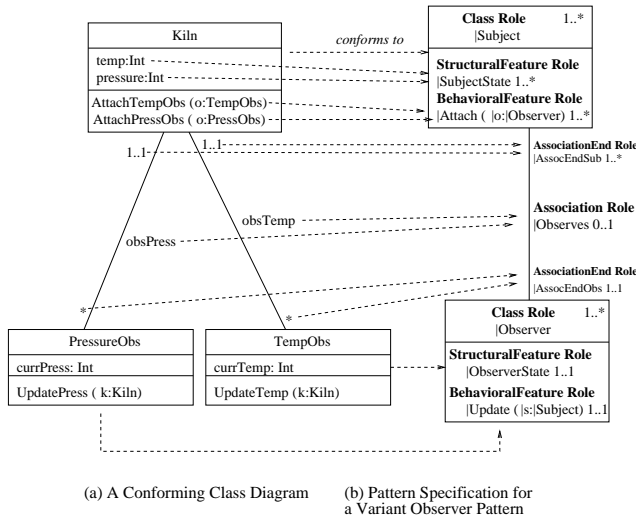 Kiln
temp:Int
pressure:Int
AttachTempObs (o:TempObs)
AttachPressObs ( o:PressObs)
conforms to
Class Role 1..*
|Subject
StructuralFeature Role
|SubjectState 1..*
BehavioralFeature Role
|Attach ( |o:|Observer) 1..*
1..1
1..1
AssociationEnd Role
|AssocEndSub 1..*
obsTemp
obsPress
Association Role
|Observes 0..1
AssociationEnd Role
|AssocEndObs 1..1
*
*
PressureObs
currPress: Int
UpdatePress ( k:Kiln)
TempObs
currTemp: Int
UpdateTemp (k:Kiln)
Class Role 1..*
|Observer
StructuralFeature Role
|ObserverState 1..1
BehavioralFeature Role
|Update ( |s:|Subject) 1..1
(a) A Conforming Class Diagram
(b) Pattern Specification for
a Variant Observer Pattern